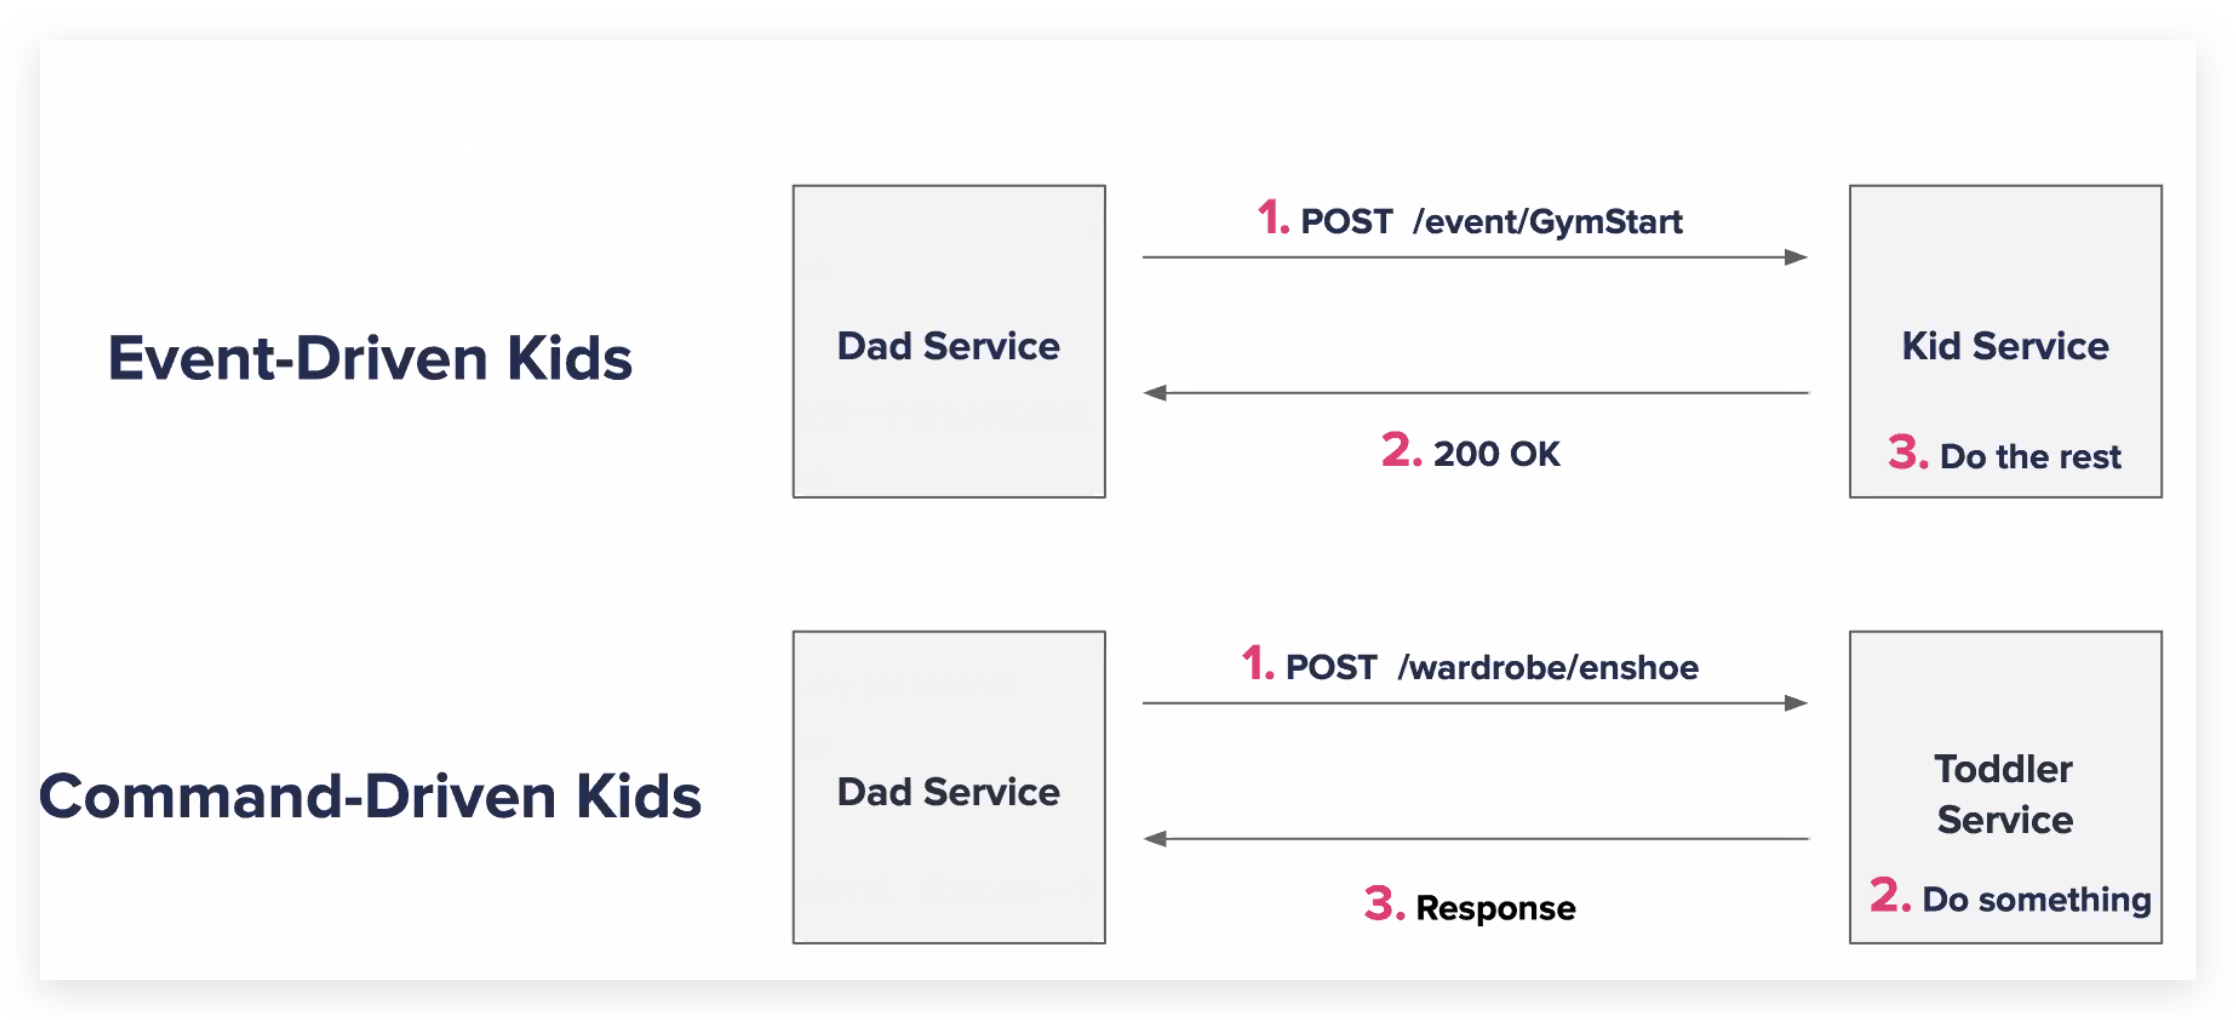 Event-Driven Kids
Dad Service
1. POST /event/GymStart
2. 200 OK
Kid Service
3. Do the rest
Command-Driven Kids
Dad Service
1. POST /wardrobe/enshoe
3. Response
Toddler
Service
2. Do something